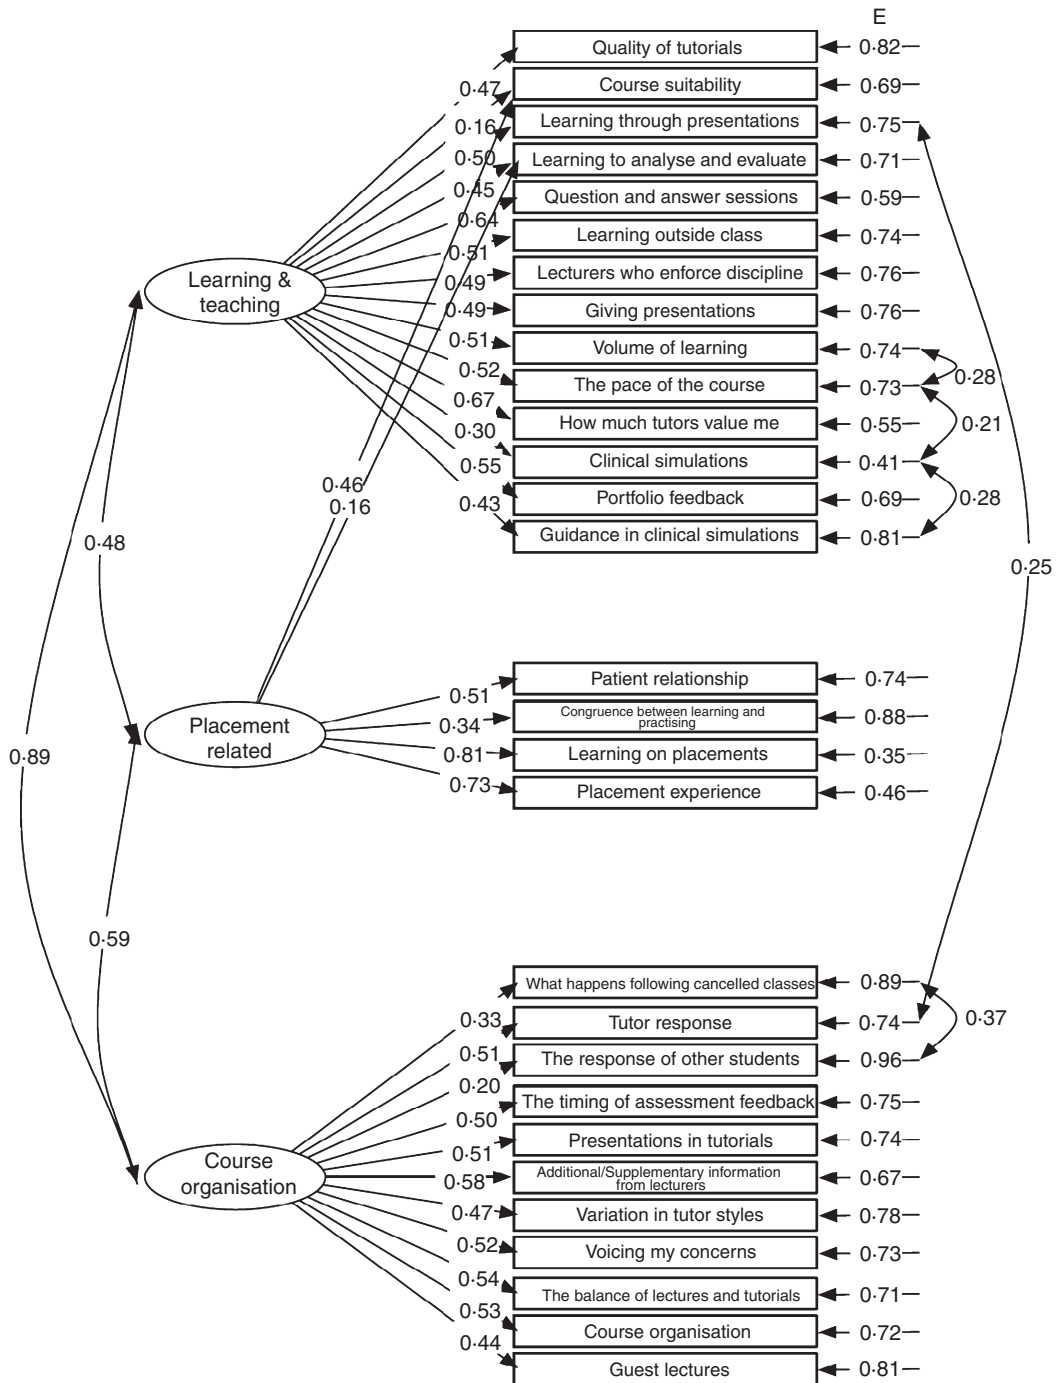 E
Quality of tutorials
0·82
0·47
Course suitability
0·69
0·16
Learning through presentations
0·75
0·50
Learning to analyse and evaluate
0·71
0·45
Question and answer sessions
0·59
0·64
Learning outside class
0·74
0·51
Learning &
teaching
Lecturers who enforce discipline
0·76
0·49
Giving presentations
0·76
0·49
Volume of learning
0·74
0·51
The pace of the course
0·73
0·28
0·52
How much tutors value me
0·55
0·21
0·67
Clinical simulations
0·41
0·30
Portfolio feedback
0·69
0·28
0·55
Guidance in clinical simulations
0·81
0·43
0·46
0·16
0·48
0·25
Patient relationship
0·74
0·51
Congruence between learning and
practising
0·88
0·34
Placement
related
Learning on placements
0·35
0·81
Placement experience
0·46
0·73
0·89
0·59
What happens following cancelled classes
0·89
0·33
Tutor response
0·74
0·37
0·51
The response of other students
0·96
0·20
The timing of assessment feedback
0·75
0·50
Presentations in tutorials
0·74
0·51
Course
organisation
Additional/Supplementary information
from lecturers
0·67
0·58
Variation in tutor styles
0·78
0·47
Voicing my concerns
0·73
0·52
The balance of lectures and tutorials
0·71
0·54
Course organisation
0·72
0·53
Guest lectures
0·81
0·44